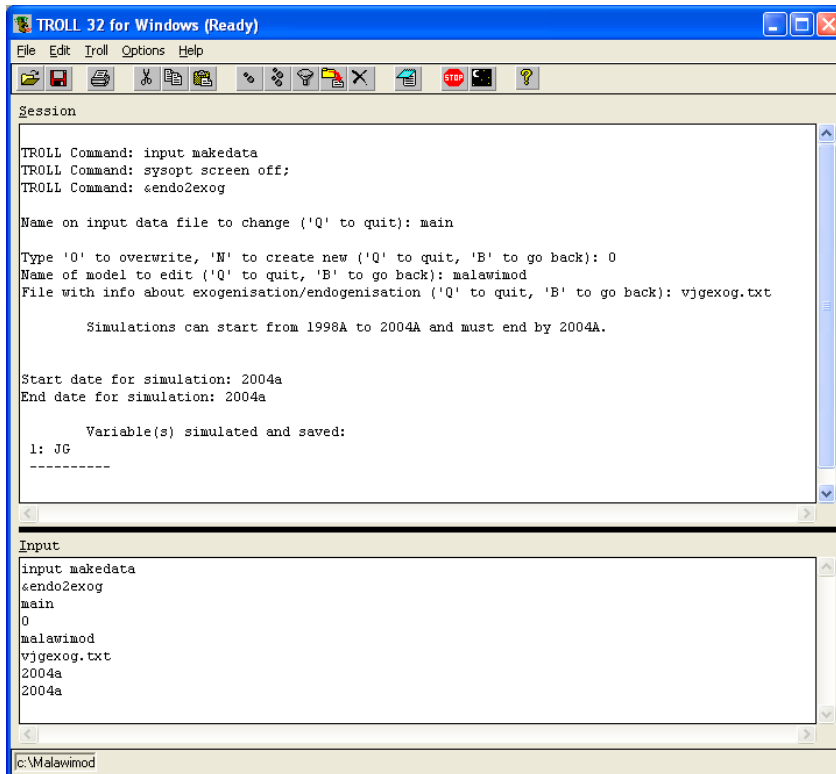 TROLL 32 for Windows (Ready)
File Edit Troll Options Help
STOP ?
Session
TROLL Command: input makedata
TROLL Command: sysopt screen off;
TROLL Command: &endo2exog
Name on input data file to change ('Q' to quit): main
Type 'O' to overwrite, 'N' to create new ('Q' to quit, 'B' to go back): O
Name of model to edit ('Q' to quit, 'B' to go back): malawimod
File with info about exogenisation/endogenisation ('Q' to quit, 'B' to go back): vjgexog.txt
Simulations can start from 1998A to 2004A and must end by 2004A.
Start date for simulation: 2004a
End date for simulation: 2004a
Variable(s) simulated and saved:
1: JG
----------
Input
input makedata
&endo2exog
main
O
malawimod
vjgexog.txt
2004a
2004a
c:\Malawimod